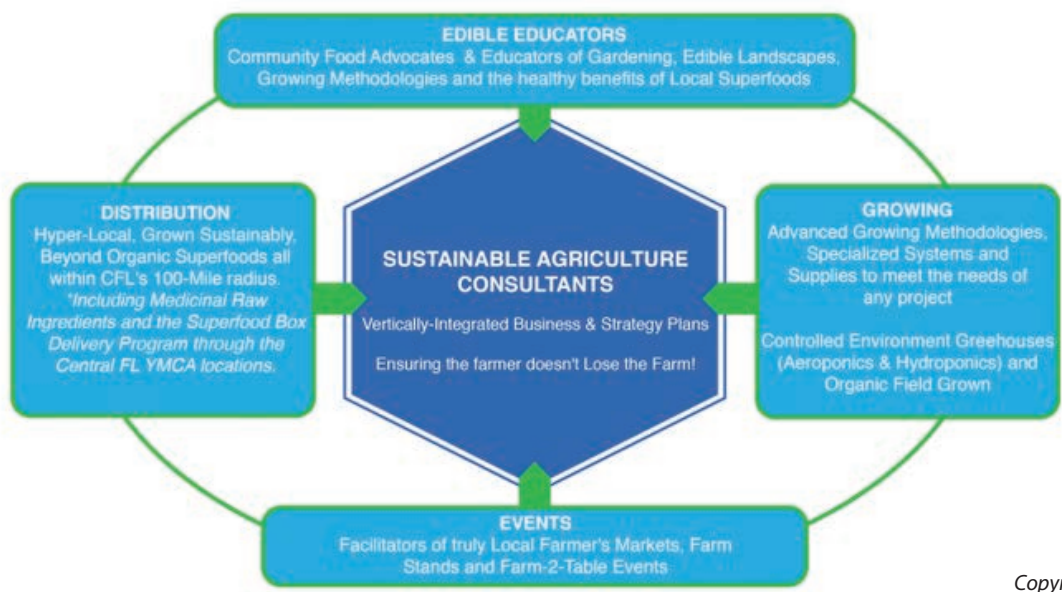 EDIBLE EDUCATORS
Community Food Advocates & Educators of Gardening, Edible Landscapes,
Growing Methodologies and the healthy benefits of Local Superfoods
DISTRIBUTION
Hyper-Local, Grown Sustainably,
Beyond Organic Superfoods all
within CFL's 100-Mile radius.
*Including Medicinal Raw
Ingredients and the Superfood Box
Delivery Program through the
Central FL YMCA locations.
SUSTAINABLE AGRICULTURE
CONSULTANTS
Vertically-Integrated Business & Strategy Plans
Ensuring the farmer doesn't Lose the Farm!
GROWING
Advanced Growing Methodologies,
Specialized Systems and
Supplies to meet the needs of
any project
Controlled Environment Greehouses
(Aeroponics & Hydroponics) and
Organic Field Grown
EVENTS
Facilitators of truly Local Farmer's Markets, Farm
Stands and Farm-2-Table Events
Copyr